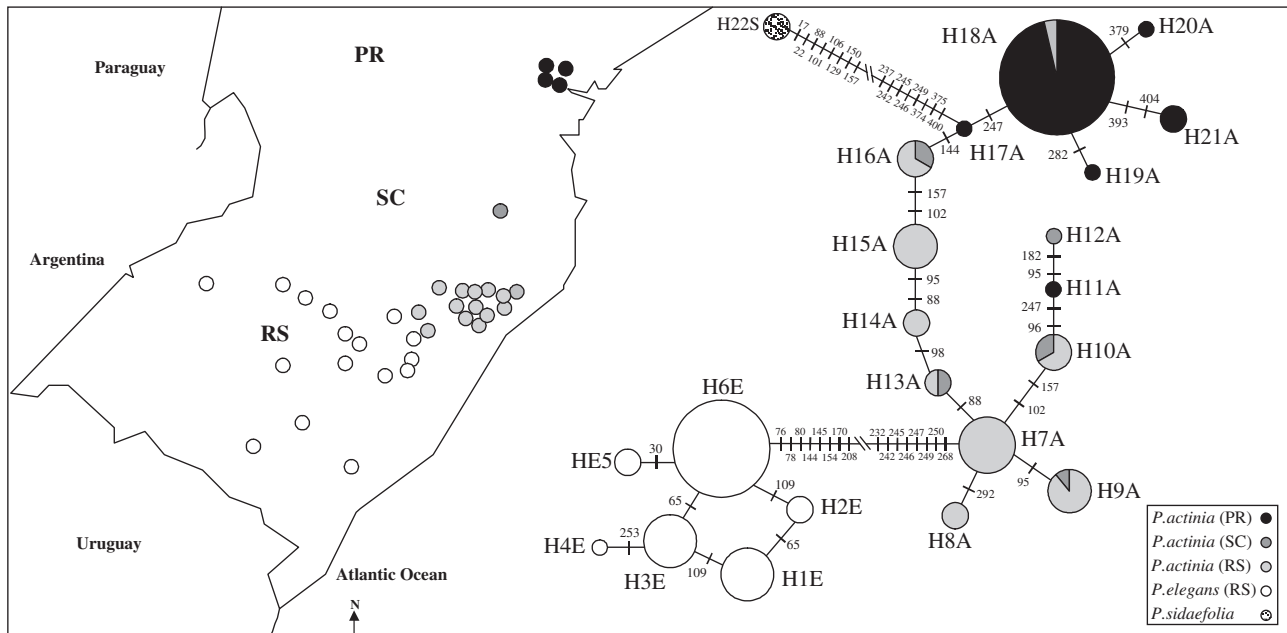 Paraguay
PR
SC
Argentina
RS
Uruguay
Atlantic Ocean
N
H22S
17 88 106 150
22 101 129 157
237 245 249 375
242 246 374 400
H18A
379
H20A
404
393
H21A
247
H17A
144
282
H19A
H16A
157
102
H15A
95
88
H14A
98
H13A
88
H12A
182
95
H11A
247
96
H10A
157
102
H7A
95
H9A
292
H8A
H6E
76 80 145 170
78 144 154 208
232 245 247 250
242 246 249 268
HE5
30
109
H2E
65
65
253
H4E
H3E
109
H1E
P.actinia (PR)
P.actinia (SC)
P.actinia (RS)
P.elegans (RS)
P.sidaefolia